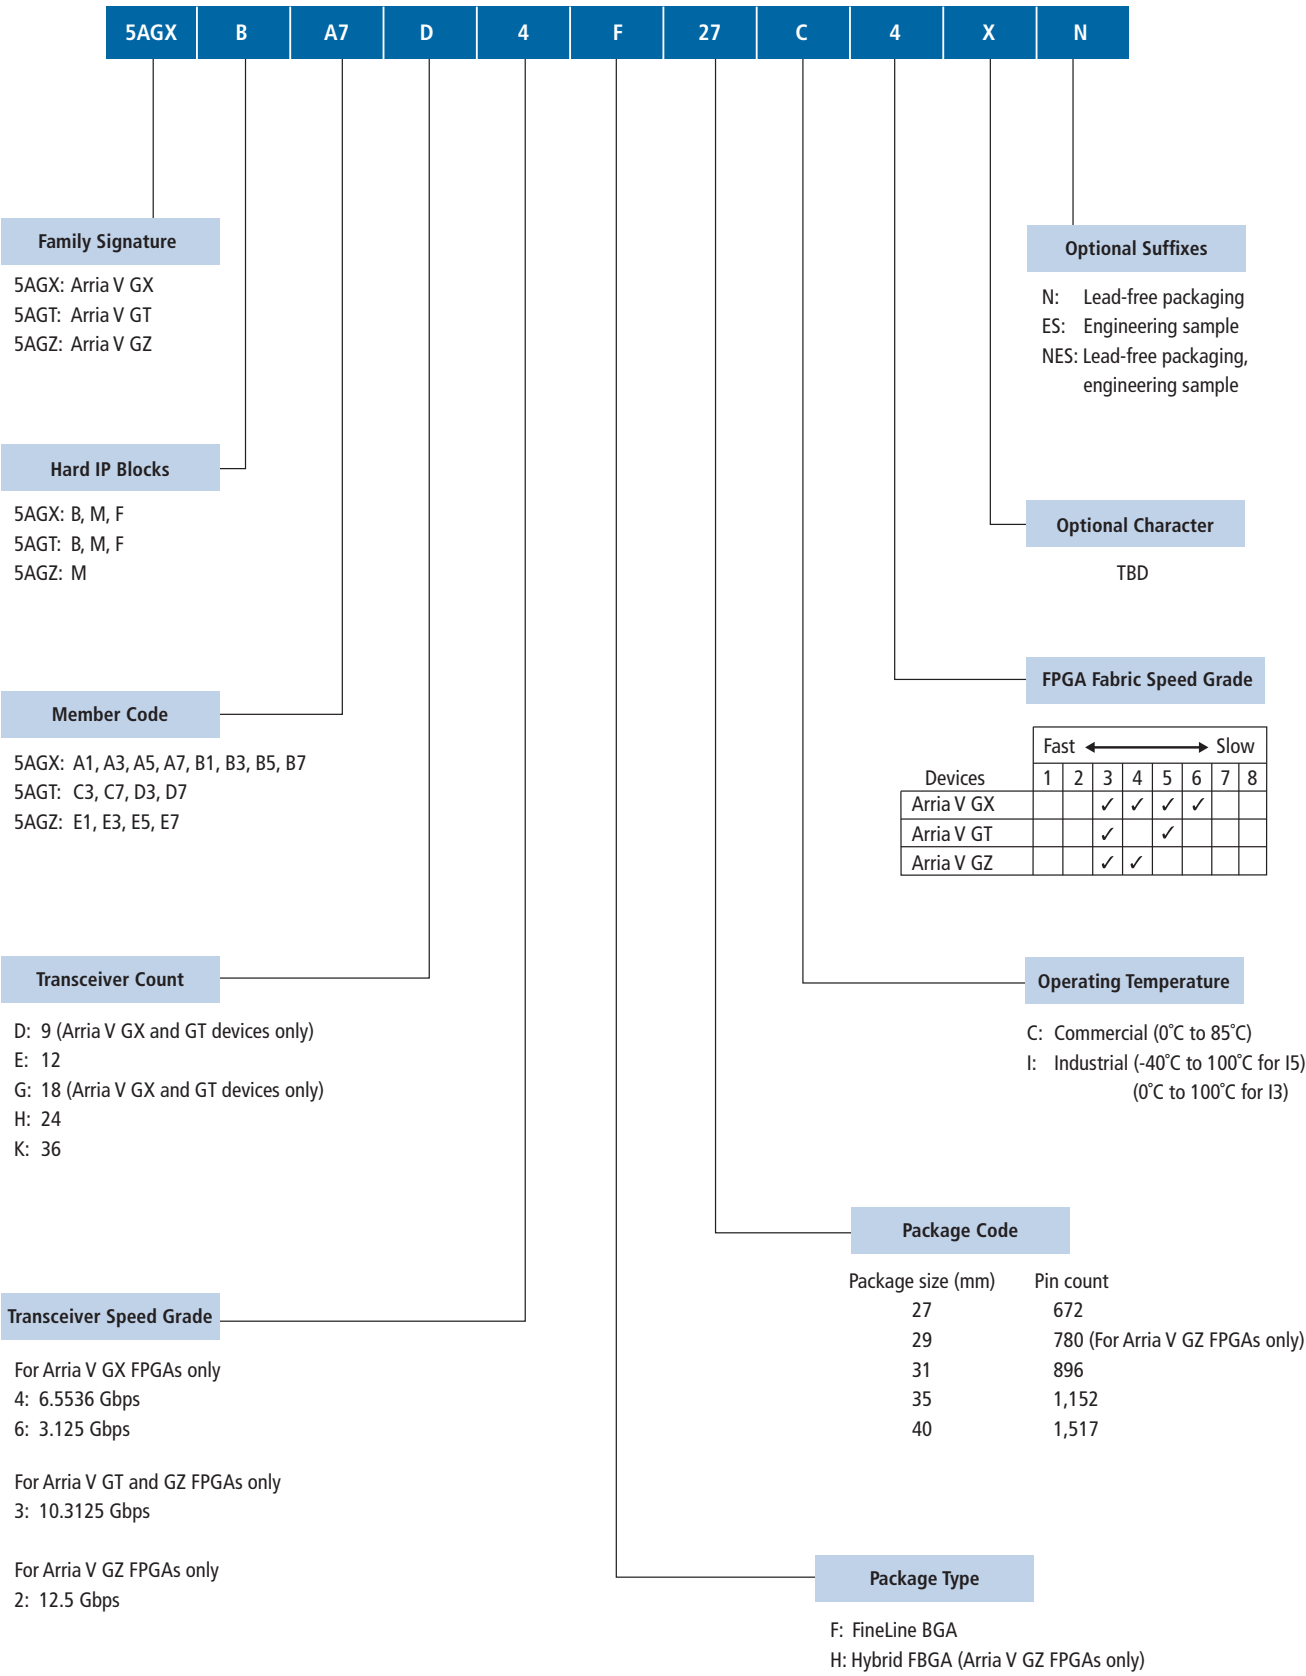 5AGX B A7 D 4 F 27 C 4 X N
Family Signature
5AGX: Arria V GX
5AGT: Arria V GT
5AGZ: Arria V GZ
Optional Suffixes
N: Lead-free packaging
ES: Engineering sample
NES: Lead-free packaging,
engineering sample
Hard IP Blocks
5AGX: B, M, F
5AGT: B, M, F
5AGZ: M
Optional Character
TBD
Member Code
5AGX: A1, A3, A5, A7, B1, B3, B5, B7
5AGT: C3, C7, D3, D7
5AGZ: E1, E3, E5, E7
FPGA Fabric Speed Grade
Fast Slow
Devices 1 2 3 4 5 6 7 8
Arria V GX ✓ ✓ ✓ ✓
Arria V GT ✓ ✓
Arria V GZ ✓ ✓
Transceiver Count
D: 9 (Arria V GX and GT devices only)
E: 12
G: 18 (Arria V GX and GT devices only)
H: 24
K: 36
Operating Temperature
C: Commercial (0˚C to 85˚C)
I: Industrial (-40˚C to 100˚C for I5)
(0˚C to 100˚C for I3)
Package Code
Package size (mm) Pin count
27 672
29 780 (For Arria V GZ FPGAs only)
31 896
35 1,152
40 1,517
Transceiver Speed Grade
For Arria V GX FPGAs only
4: 6.5536 Gbps
6: 3.125 Gbps
For Arria V GT and GZ FPGAs only
3: 10.3125 Gbps
For Arria V GZ FPGAs only
2: 12.5 Gbps
Package Type
F: FineLine BGA
H: Hybrid FBGA (Arria V GZ FPGAs only)